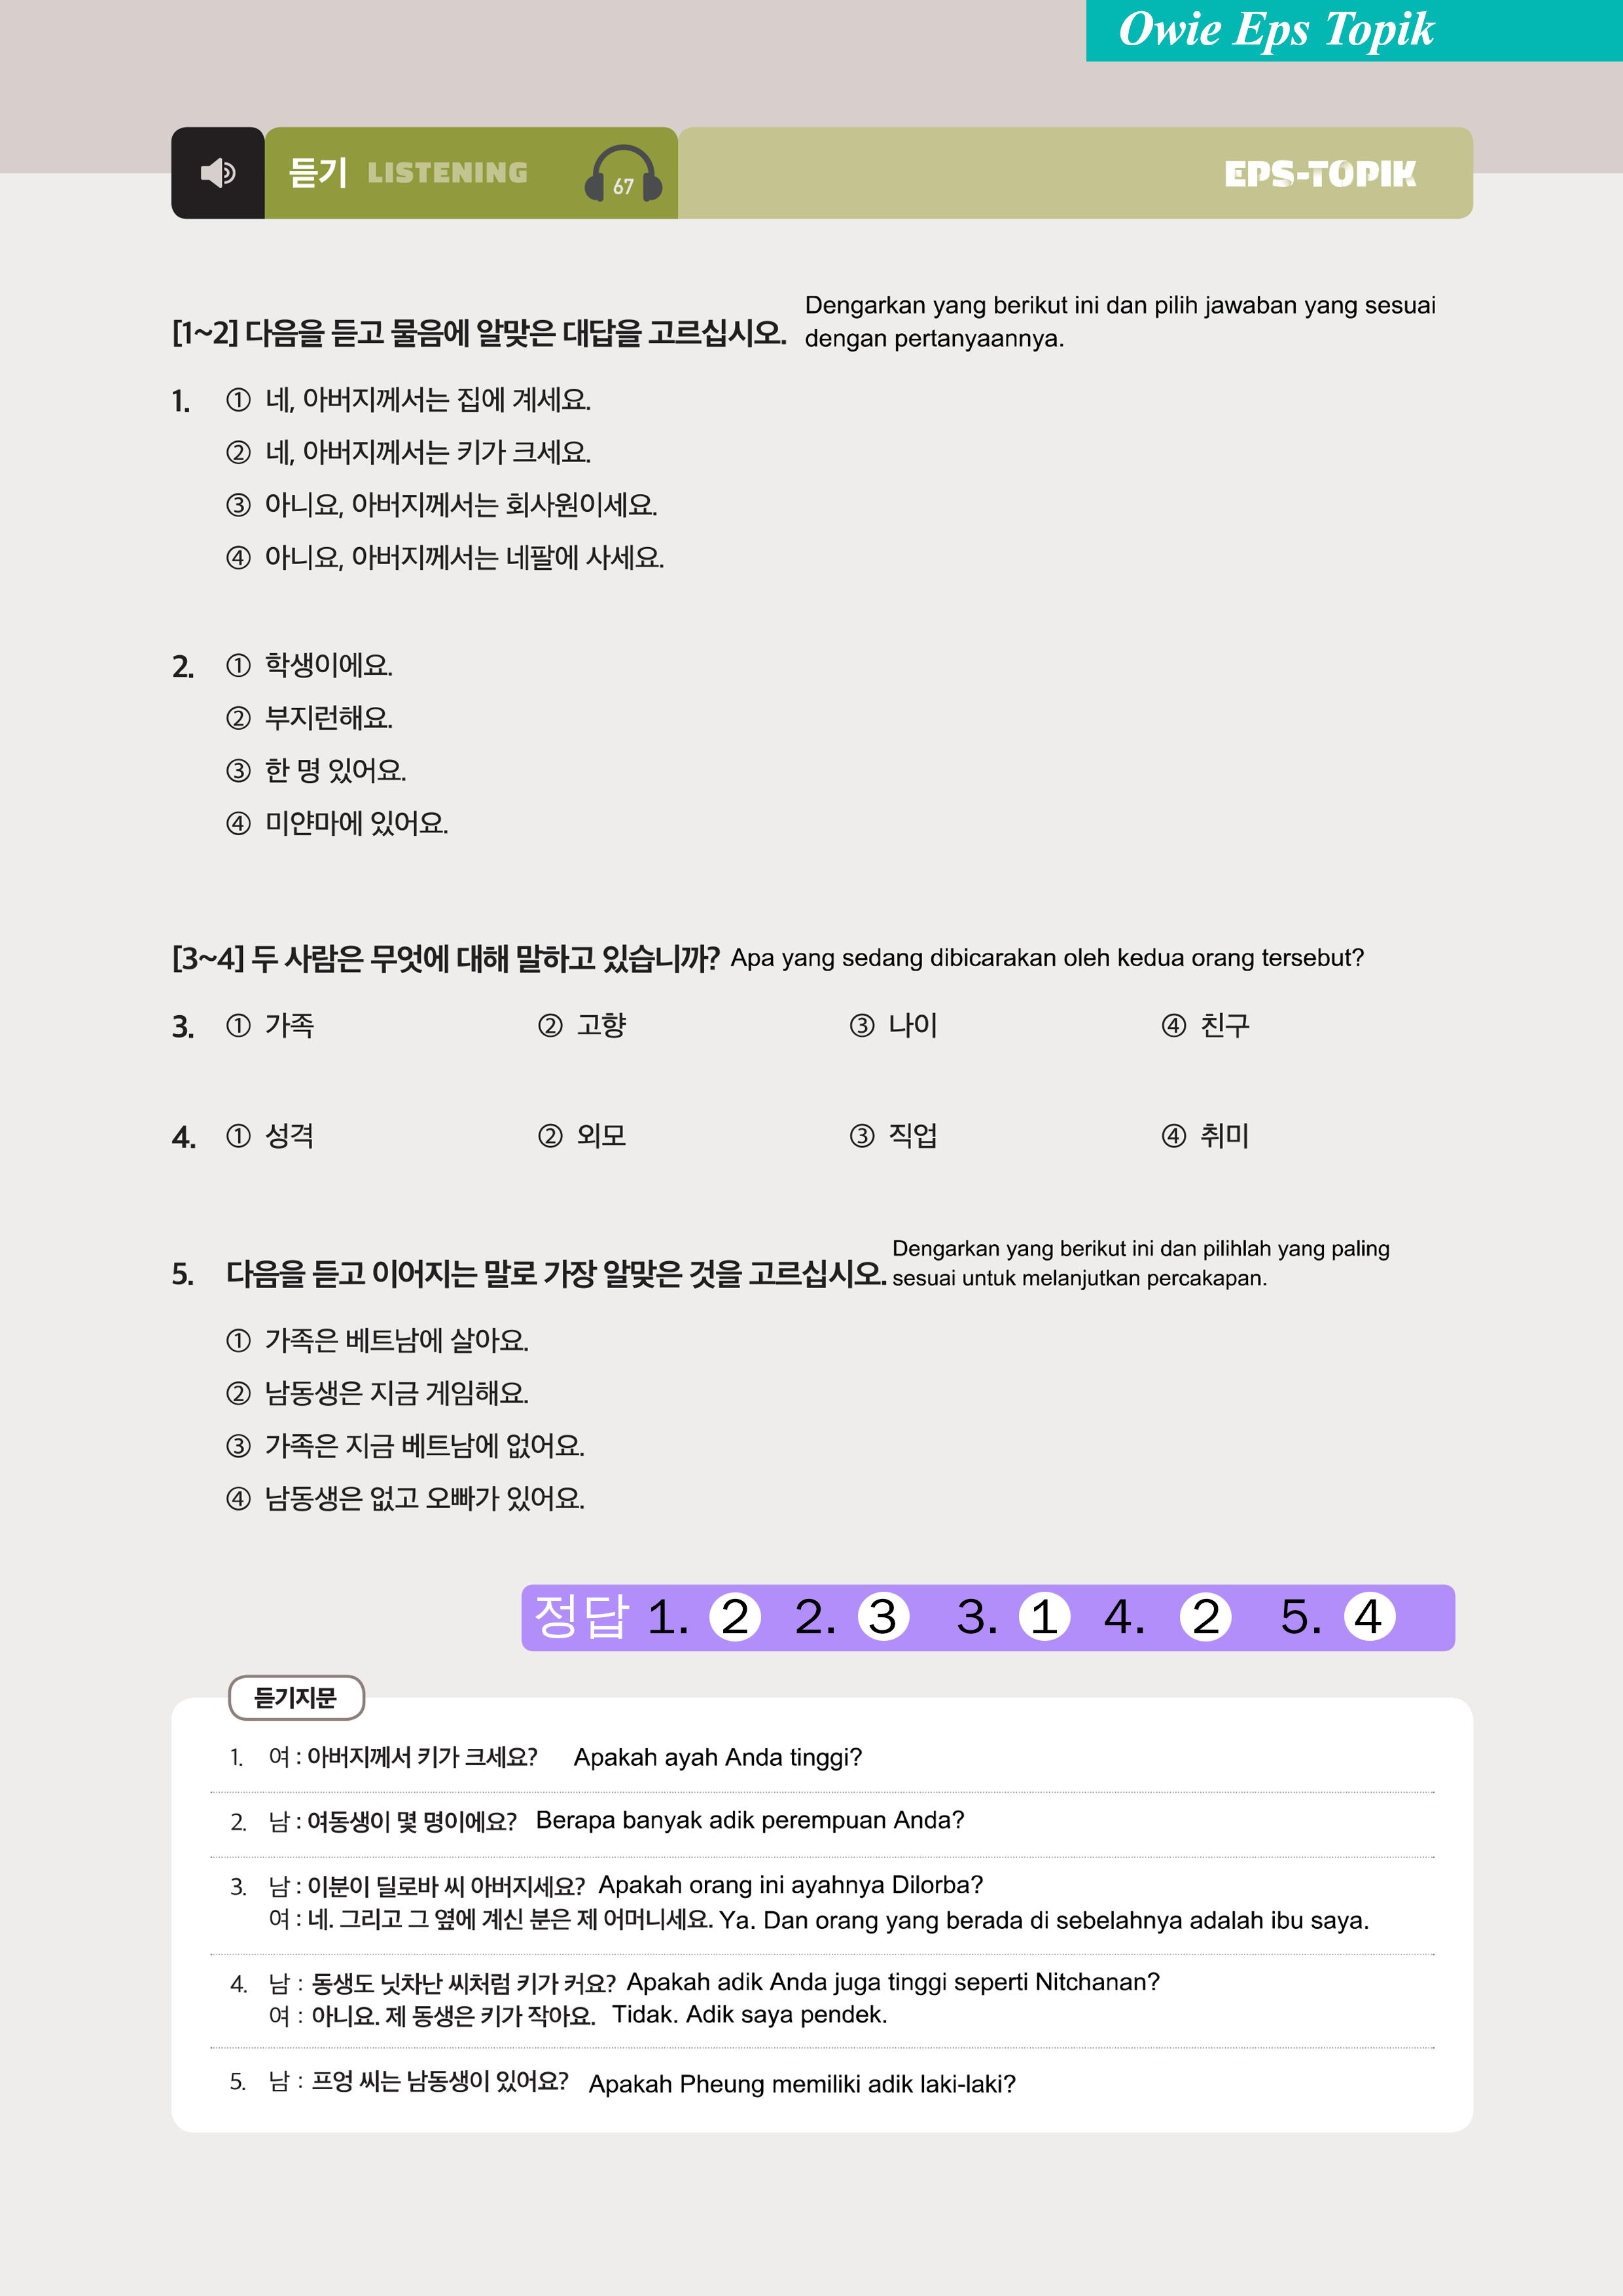 Owie Eps Topik
듣기 LISTENING 67 EPS-TOPIK
[1~2] 다음을 듣고 물음에 알맞은 대답을 고르십시오. Dengarkan yang berikut ini dan pilih jawaban yang sesuai
dengan pertanyaannya.
1. ① 네, 아버지께서는 집에 계세요.
② 네, 아버지께서는 키가 크세요.
③ 아니요, 아버지께서는 회사원이세요.
④ 아니요, 아버지께서는 네팔에 사세요.
2. ① 학생이에요.
② 부지런해요.
③ 한 명 있어요.
④ 미얀마에 있어요.
[3~4] 두 사람은 무엇에 대해 말하고 있습니까? Apa yang sedang dibicarakan oleh kedua orang tersebut?
3. ① 가족 ② 고향 ③ 나이 ④ 친구
4. ① 성격 ② 외모 ③ 직업 ④ 취미
5. 다음을 듣고 이어지는 말로 가장 알맞은 것을 고르십시오. Dengarkan yang berikut ini dan pilihlah yang paling
sesuai untuk melanjutkan percakapan.
① 가족은 베트남에 살아요.
② 남동생은 지금 게임해요.
③ 가족은 지금 베트남에 없어요.
④ 남동생은 없고 오빠가 있어요.
정답 1. ② 2. ③ 3. ① 4. ② 5. ④
듣기지문
1. 여 : 아버지께서 키가 크세요? Apakah ayah Anda tinggi?
2. 남 : 여동생이 몇 명이에요? Berapa banyak adik perempuan Anda?
3. 남 : 이분이 딜로바 씨 아버지세요? Apakah orang ini ayahnya Dilorba?
여 : 네. 그리고 그 옆에 계신 분은 제 어머니세요. Ya. Dan orang yang berada di sebelahnya adalah ibu saya.
4. 남 : 동생도 닛차난 씨처럼 키가 커요? Apakah adik Anda juga tinggi seperti Nitchanan?
여 : 아니요. 제 동생은 키가 작아요. Tidak. Adik saya pendek.
5. 남 : 프엉 씨는 남동생이 있어요? Apakah Pheung memiliki adik laki-laki?